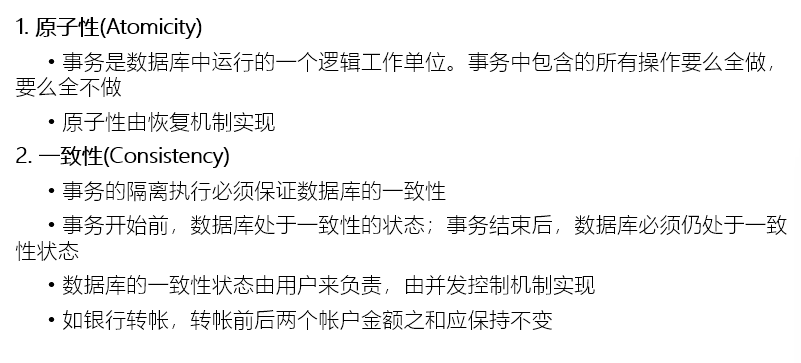 1. 原子性(Atomicity)
• 事务是数据库中运行的一个逻辑工作单位。事务中包含的所有操作要么全做，
要么全不做
• 原子性由恢复机制实现
2. 一致性(Consistency)
• 事务的隔离执行必须保证数据库的一致性
• 事务开始前，数据库处于一致性的状态；事务结束后，数据库必须仍处于一致
性状态
• 数据库的一致性状态由用户来负责，由并发控制机制实现
• 如银行转帐，转帐前后两个帐户金额之和应保持不变